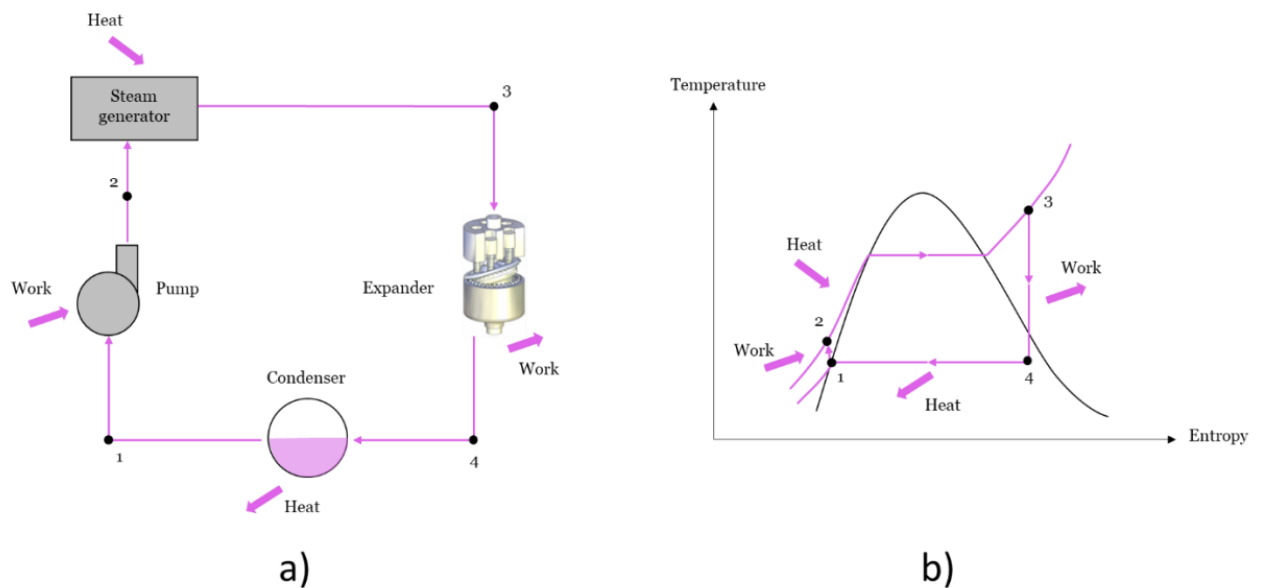 Heat
Steam
generator
3
2
Work
Pump
Expander
Work
Condenser
1
4
Heat
a)
Temperature
3
Heat
Work
2
Work
1
4
Heat
Entropy
b)